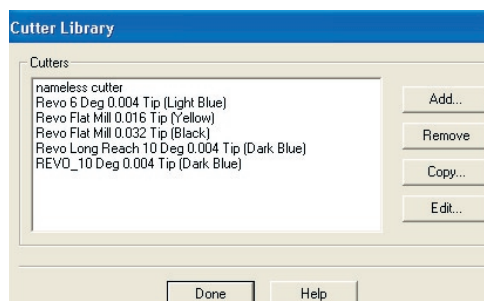 Cutter Library
Cutters
nameless cutter
Revo 6 Deg 0.004 Tip (Light Blue)
Revo Flat Mill 0.016 Tip (Yellow)
Revo Flat Mill 0.032 Tip (Black)
Revo Long Reach 10 Deg 0.004 Tip (Dark Blue)
REVO_10 Deg 0.004 Tip (Dark Blue)
Add...
Remove
Copy...
Edit...
Done
Help